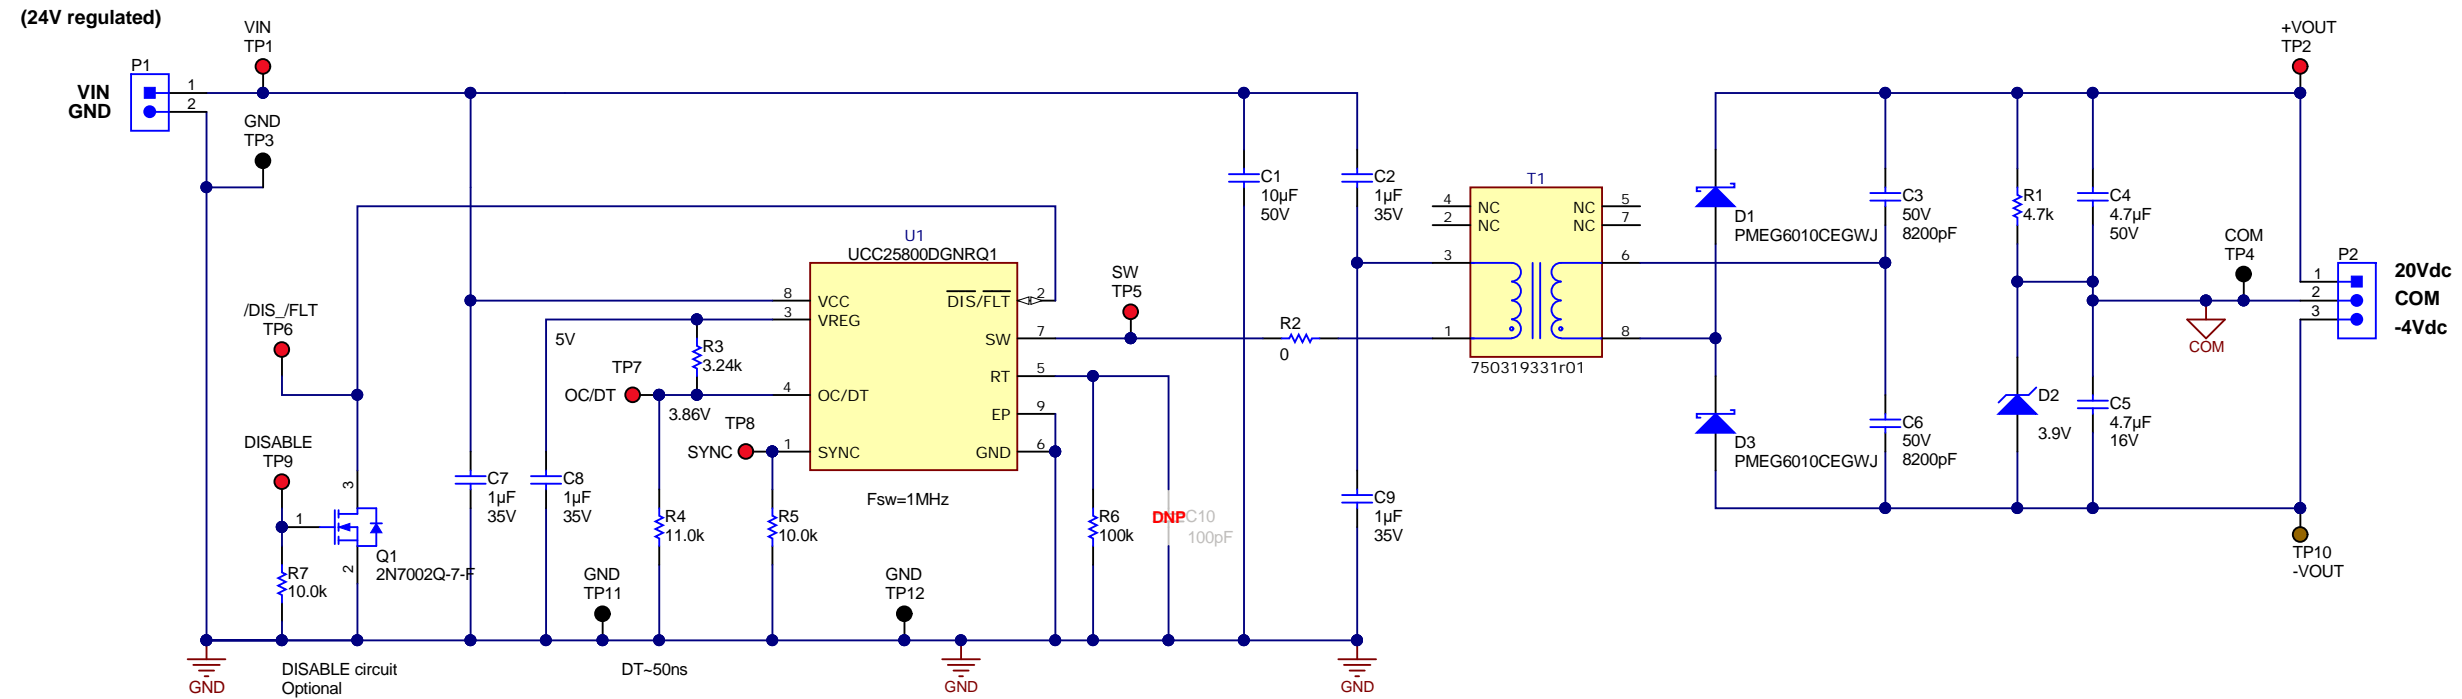 (24V regulated)
VIN
TP1
P1
VIN
GND
1
2
GND
TP3
/DIS_/FLT
TP6
DISABLE
TP9
3
1
2
Q1
2N7002Q-7-F
R7
10.0k
DISABLE circuit
Optional
GND
C7
1µF
35V
C8
1µF
35V
5V
R3
3.24k
TP7
OC/DT
3.86V
TP8
SYNC
R4
11.0k
R5
10.0k
GND
TP11
DT~50ns
U1
UCC25800DGNRQ1
8
VCC
3
VREG
4
OC/DT
1
SYNC
DIS/FLT
2
SW
7
RT
5
EP
9
GND
6
Fsw=1MHz
GND
TP12
GND
SW
TP5
R6
100k
DNP
C10
100pF
C1
10µF
50V
C2
1µF
35V
R2
0
C9
1µF
35V
GND
T1
4
NC
2
NC
3
1
NC
5
NC
7
6
8
750319331r01
D1
PMEG6010CEGWJ
D3
PMEG6010CEGWJ
C3
50V
8200pF
C6
50V
8200pF
R1
4.7k
C4
4.7µF
50V
D2
3.9V
C5
4.7µF
16V
COM
TP4
COM
+VOUT
TP2
P2
1
2
3
20Vdc
COM
-4Vdc
TP10
-VOUT